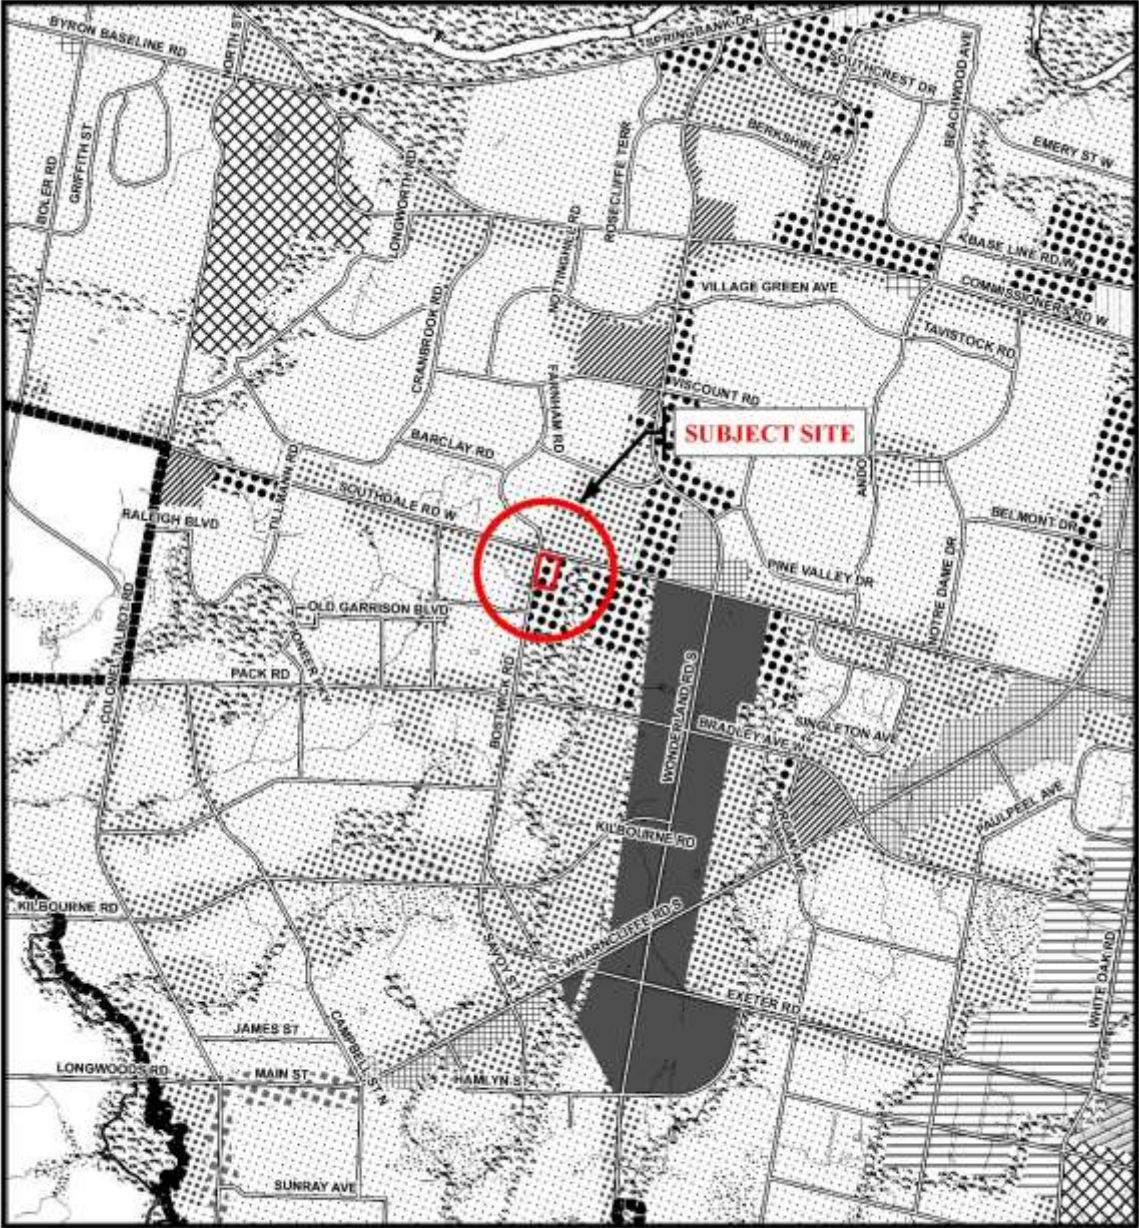 BYRON BASELINE RD
NORTH ST
SPRINGBANK DR
SOUTHCREST DR
BEACHWOOD AVE
EMERY ST W
BERKSHIRE DR
GRIFFITH ST
BOLER RD
LONGWORTH RD
ROSECLIFFE TERR
NOTTINGHILL RD
BASE LINE RD W
COMMISSIONERS RD W
VILLAGE GREEN AVE
TAVISTOCK RD
CRANBROOK RD
FARNHAM RD
VISCOUNT RD
SUBJECT SITE
BARCLAY RD
TILLMANN RD
SOUTHDALE RD W
RALEIGH BLVD
BELMONT DR
PINE VALLEY DR
NOTRE DAME DR
OLD GARRISON BLVD
COLONEL TALBOT RD
PACK RD
BOSTWICK RD
WONDERLAND RD S
BRADLEY AVE W
SINGLETON AVE
PAULPEEL AVE
KILBOURNE RD
KILBOURNE RD
WHARNCLIFFE RD S
SAVOY ST
EXETER RD
WHITE OAK RD
JAMES ST
CAMPBELL ST N
LONGWOODS RD
MAIN ST
HAMLYN ST
SUNRAY AVE